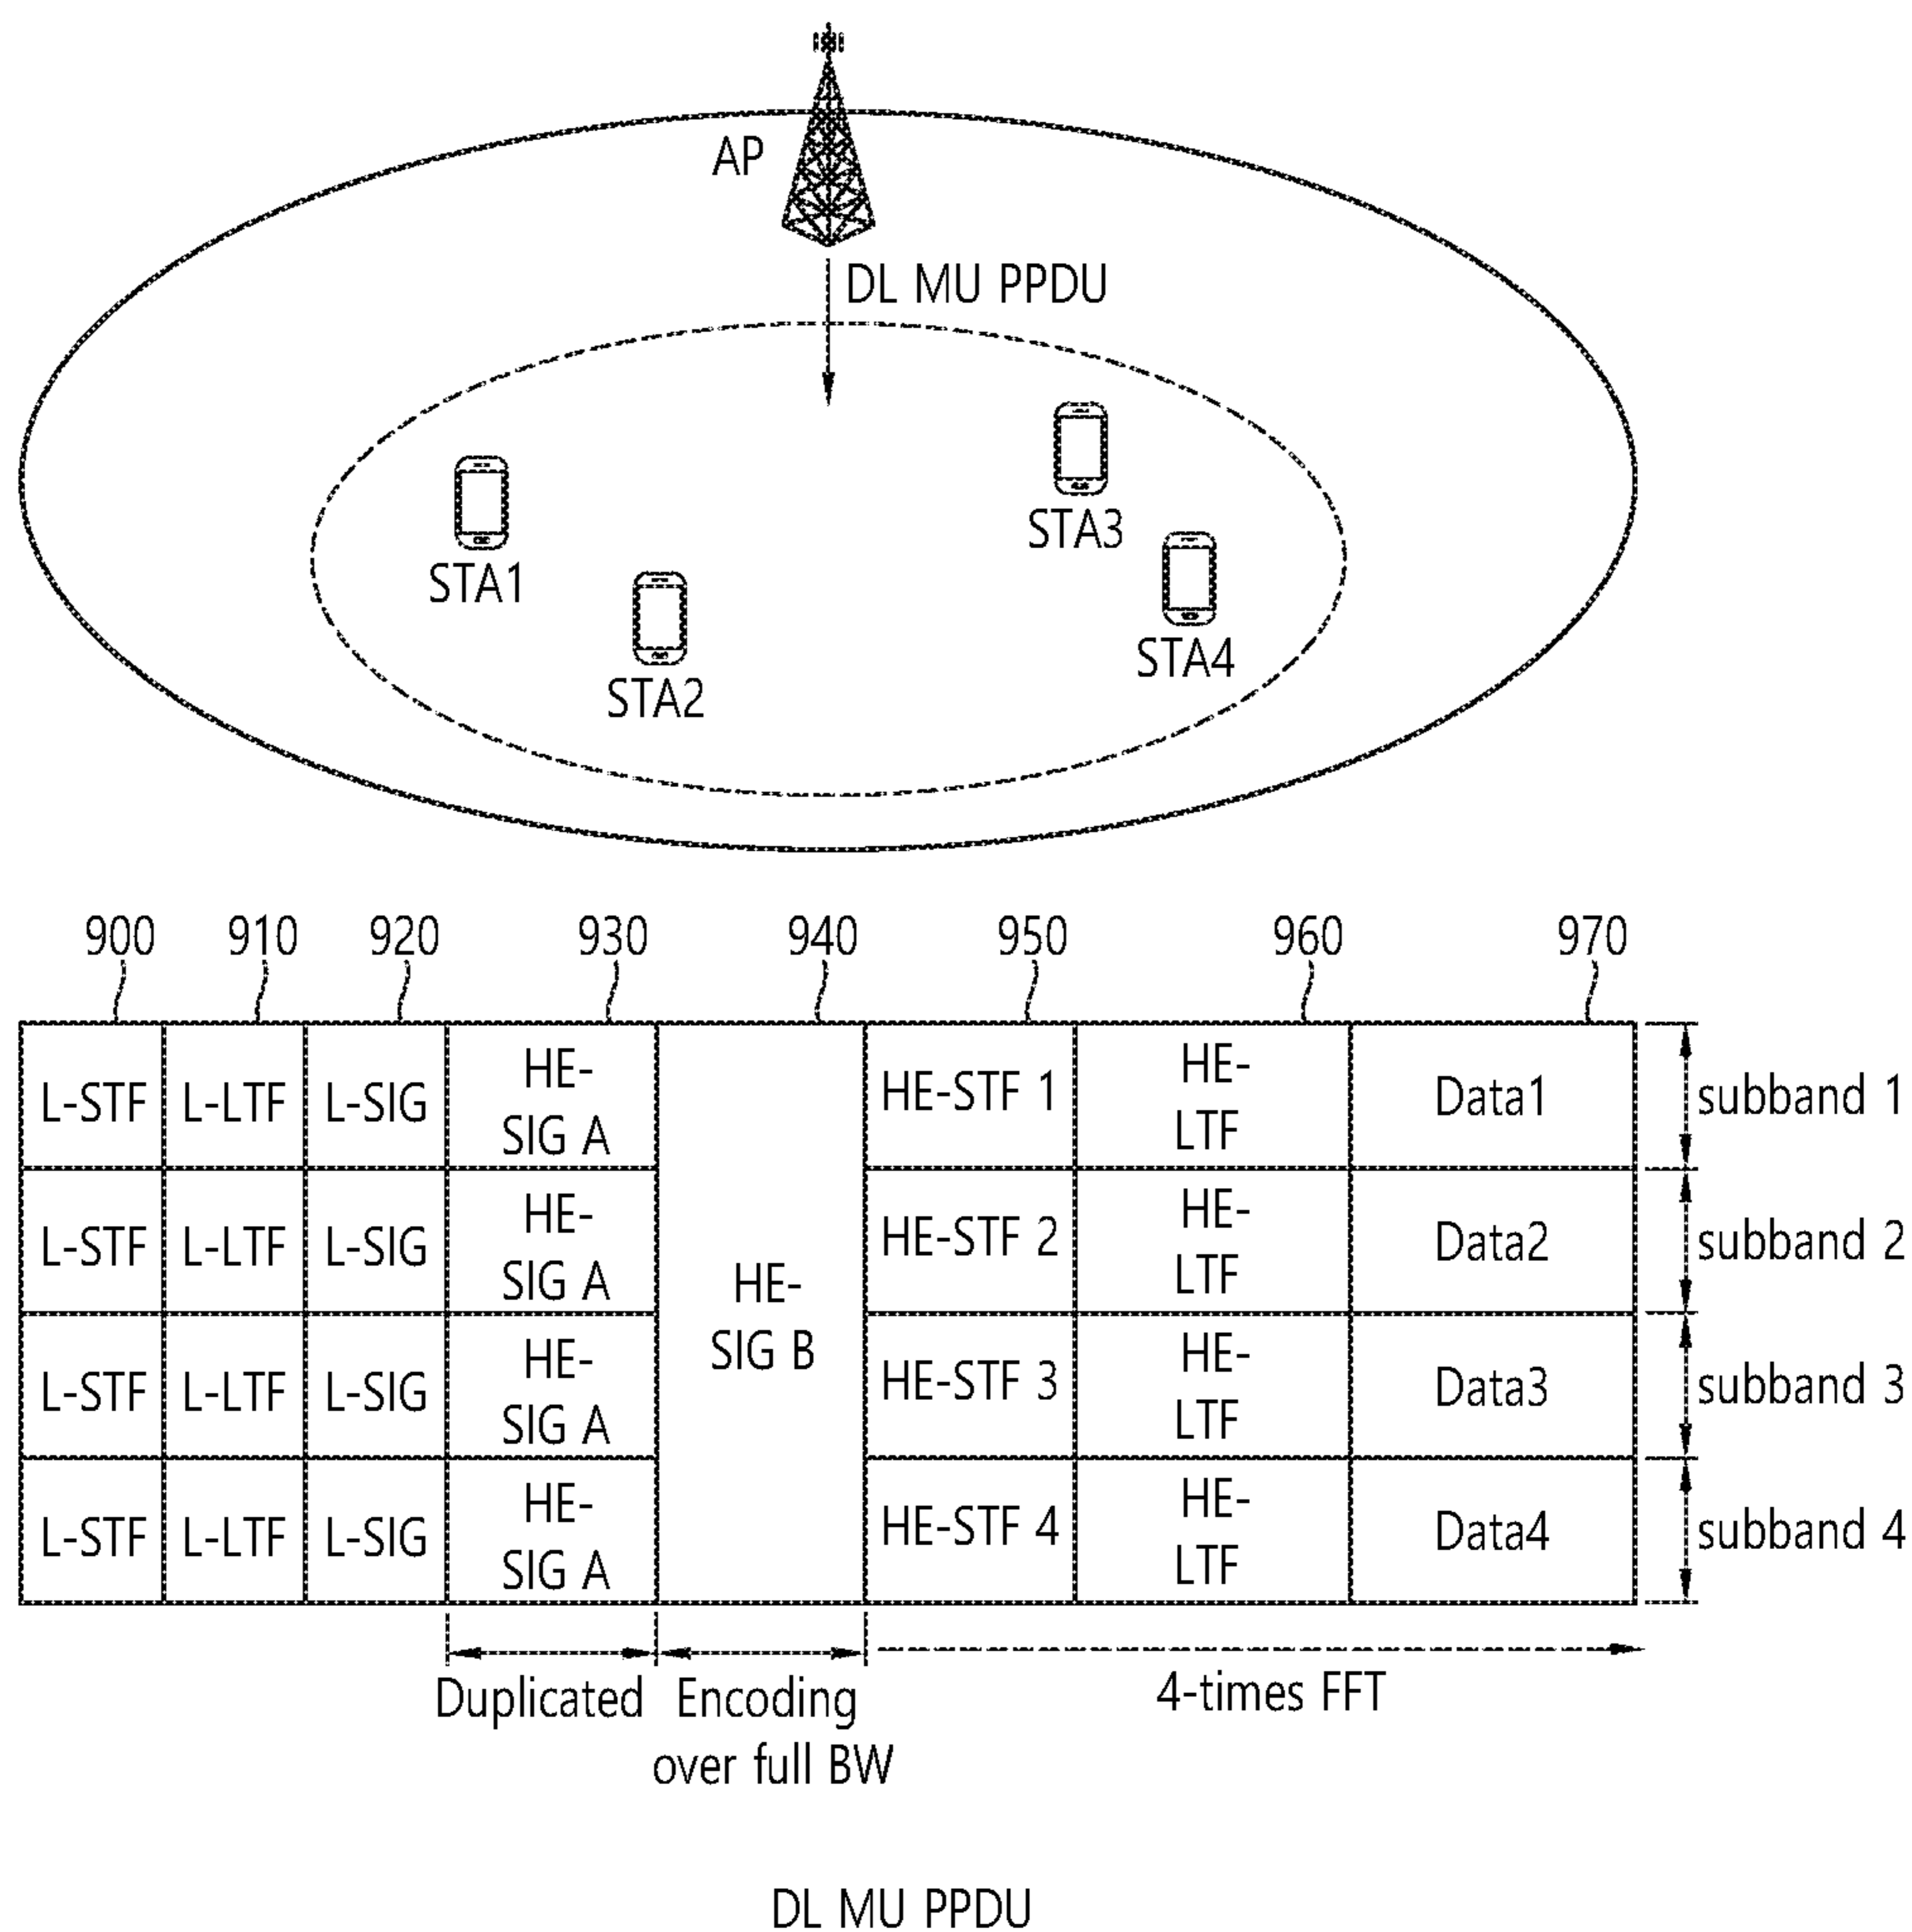 AP
DL MU PPDU
STA1
STA2
STA3
STA4
900 910 920 930 940 950 960 970
L-STF L-LTF L-SIG HE-SIG A HE-STF 1 HE-LTF Data1 subband 1
L-STF L-LTF L-SIG HE-SIG A HE-STF 2 HE-LTF Data2 subband 2
HE-SIG B
L-STF L-LTF L-SIG HE-SIG A HE-STF 3 HE-LTF Data3 subband 3
L-STF L-LTF L-SIG HE-SIG A HE-STF 4 HE-LTF Data4 subband 4
Duplicated
Encoding
over full BW
4-times FFT
DL MU PPDU